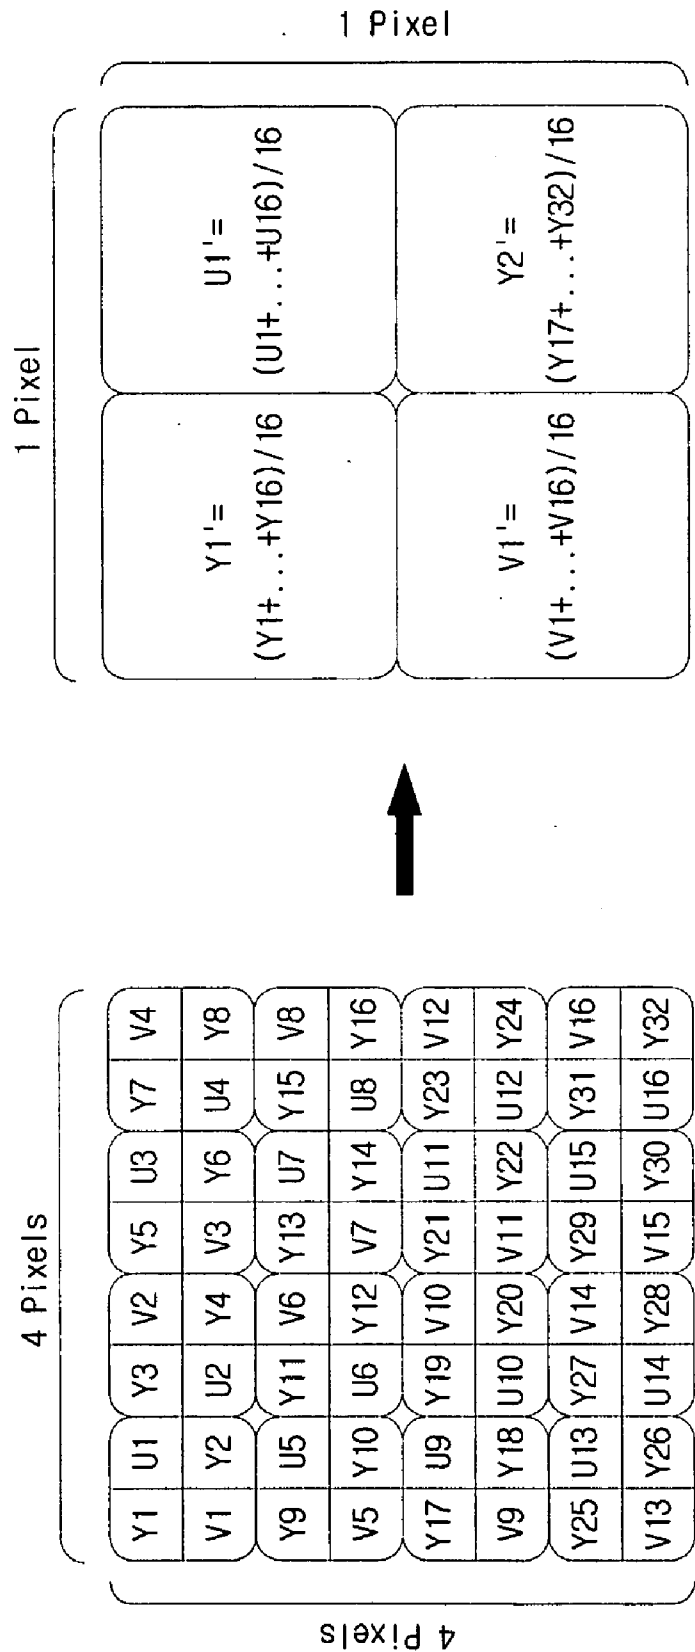 4 Pixels
4 Pixels
Y1 U1 Y3 V2 Y5 U3 Y7 V4
V1 Y2 U2 Y4 V3 Y6 U4 Y8
Y9 U5 Y11 V6 Y13 U7 Y15 V8
V5 Y10 U6 Y12 V7 Y14 U8 Y16
Y17 U9 Y19 V10 Y21 U11 Y23 V12
V9 Y18 U10 Y20 V11 Y22 U12 Y24
Y25 U13 Y27 V14 Y29 U15 Y31 V16
V13 Y26 U14 Y28 V15 Y30 U16 Y32
1 Pixel
1 Pixel
Y1'=
(Y1+...+Y16)/16
U1'=
(U1+...+U16)/16
V1'=
(V1+...+V16)/16
Y2'=
(Y17+...+Y32)/16